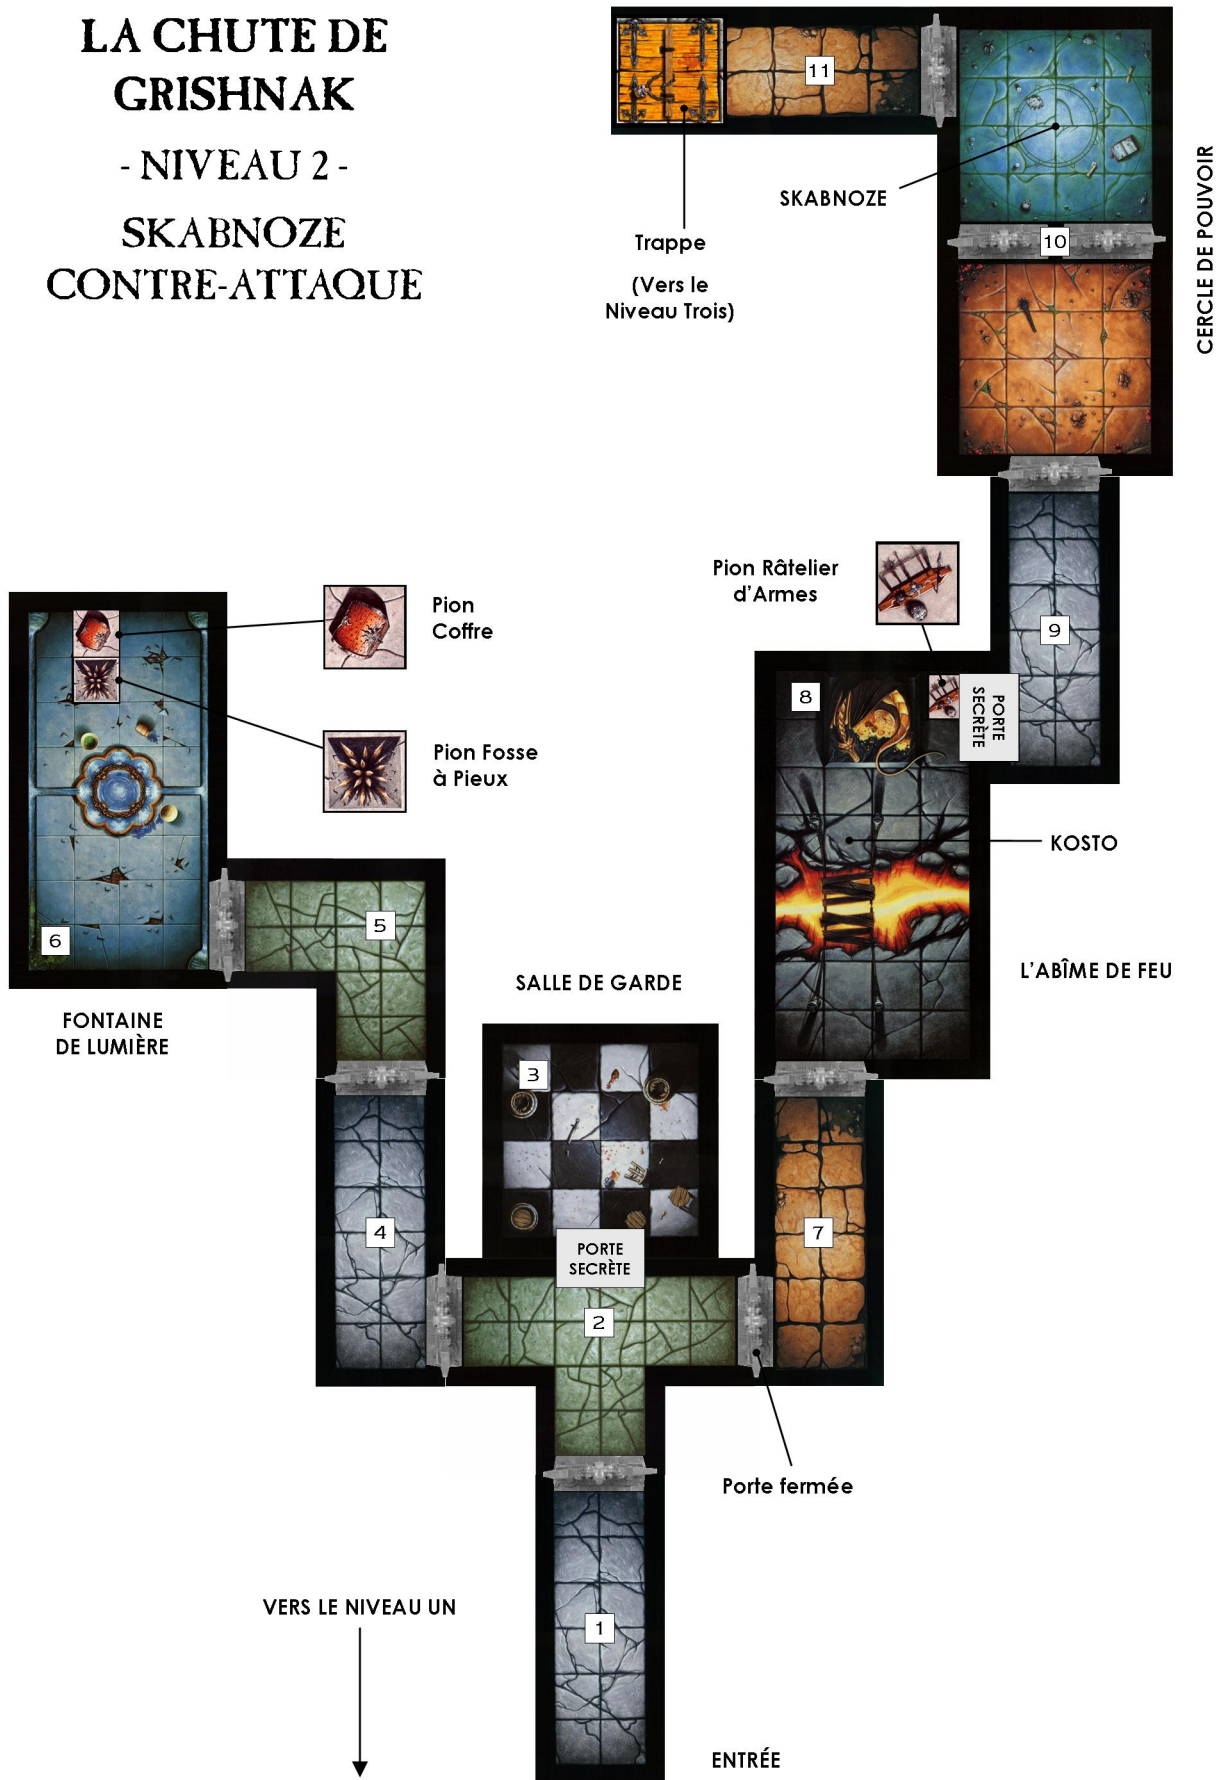 LA CHUTE DE
GRISHNAK
- NIVEAU 2 -
SKABNOZE
CONTRE-ATTAQUE
11
SKABNOZE
Trappe
(Vers le
Niveau Trois)
10
CERCLE DE POUVOIR
Pion Râtelier
d'Armes
9
Pion
Coffre
8
PORTE
SECRÈTE
Pion Fosse
à Pieux
KOSTO
5
6
L'ABÎME DE FEU
SALLE DE GARDE
FONTAINE
DE LUMIÈRE
3
4
7
PORTE
SECRÈTE
2
Porte fermée
VERS LE NIVEAU UN
1
ENTRÉE